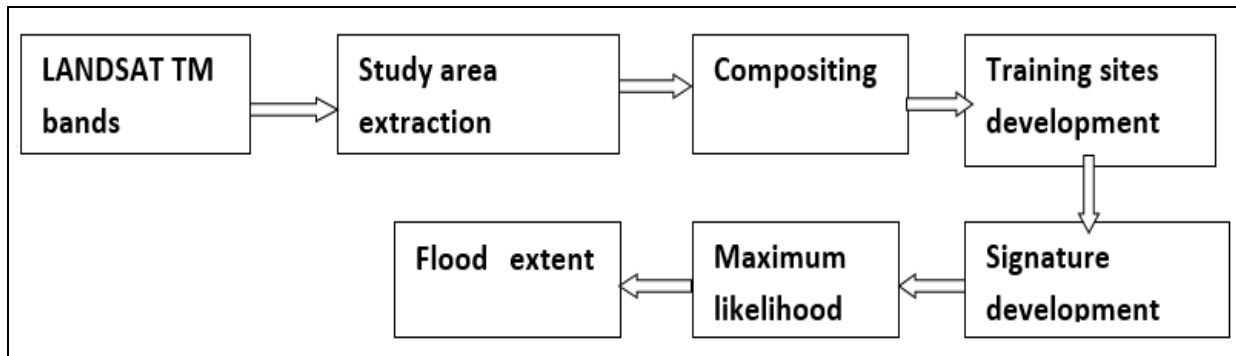 LANDSAT TM
bands
Study area
extraction
Compositing
Training sites
development
Signature
development
Maximum
likelihood
Flood extent